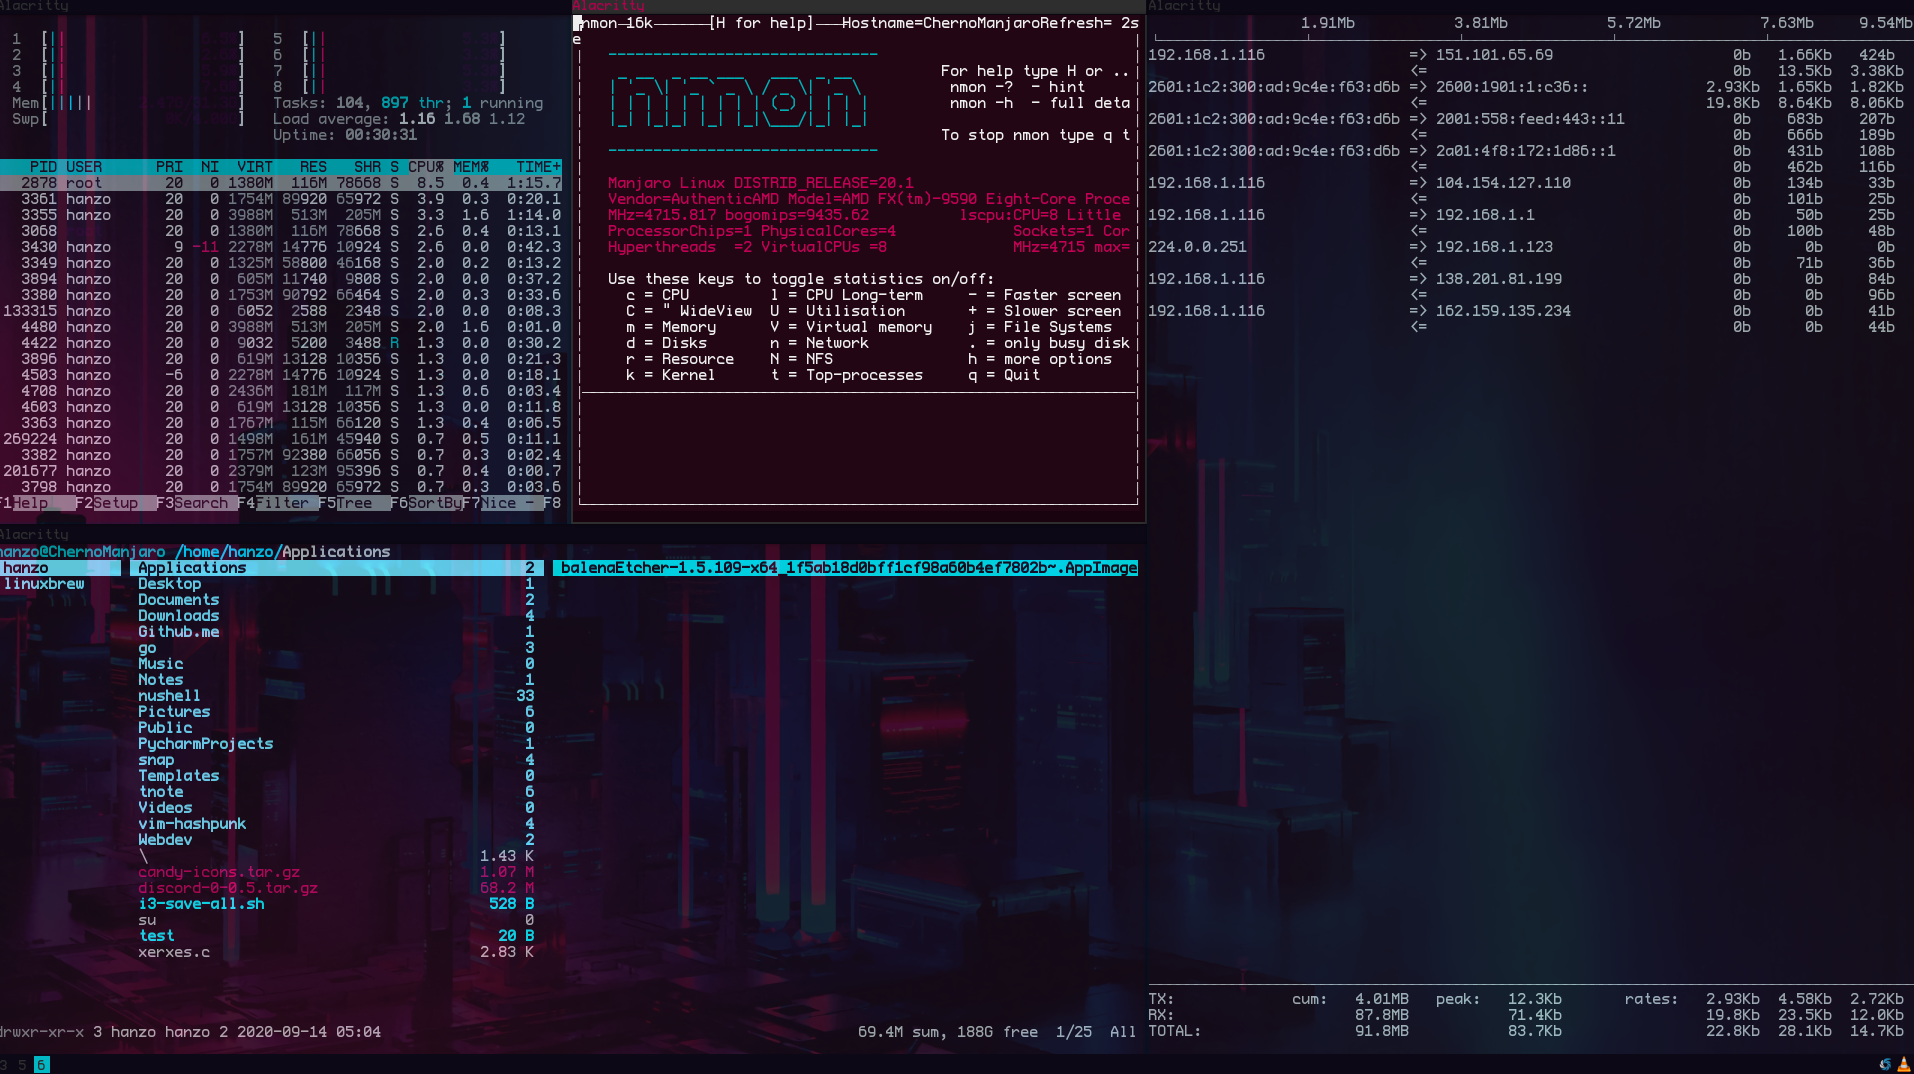 Alacritty
1 [|| ] 5 [|| ]
2 [|| ] 6 [|| ]
3 [|| ] 7 [|| ]
4 [|| ] 8 [|| ]
Mem[||||| ] Tasks: 104, 897 thr; 1 running
Swp[ ] Load average: 1.16 1.68 1.12
Uptime: 00:30:31
PID USER PRI NI VIRT RES SHR S CPU% MEM% TIME+
2878 root 20 0 1380M 116M 78668 S 8.5 0.4 1:15.7
3361 hanzo 20 0 1754M 89920 65972 S 3.9 0.3 0:20.1
3355 hanzo 20 0 3988M 513M 205M S 3.3 1.6 1:14.0
3068 20 0 1380M 116M 78668 S 2.6 0.4 0:13.1
3430 hanzo 9 -11 2278M 14776 10924 S 2.6 0.0 0:42.3
3349 hanzo 20 0 1325M 58800 46168 S 2.0 0.2 0:13.2
3894 hanzo 20 0 605M 11740 9808 S 2.0 0.0 0:37.2
3380 hanzo 20 0 1753M 90792 66464 S 2.0 0.3 0:33.6
133315 hanzo 20 0 6052 2588 2348 S 2.0 0.0 0:08.3
4480 hanzo 20 0 3988M 513M 205M S 2.0 1.6 0:01.0
4422 hanzo 20 0 9032 5200 3488 R 1.3 0.0 0:30.2
3896 hanzo 20 0 619M 13128 10356 S 1.3 0.0 0:21.3
4503 hanzo -6 0 2278M 14776 10924 S 1.3 0.0 0:18.1
4708 hanzo 20 0 2436M 181M 117M S 1.3 0.6 0:03.4
4603 hanzo 20 0 619M 13128 10356 S 1.3 0.0 0:11.8
3363 hanzo 20 0 1767M 115M 66120 S 1.3 0.4 0:06.5
269224 hanzo 20 0 1498M 161M 45940 S 0.7 0.5 0:11.1
3382 hanzo 20 0 1757M 92380 66056 S 0.7 0.3 0:02.4
201677 hanzo 20 0 2379M 123M 95396 S 0.7 0.4 0:00.7
3798 hanzo 20 0 1754M 89920 65972 S 0.7 0.3 0:03.6
F1Help F2Setup F3Search F4Filter F5Tree F6SortByF7Nice - F8
Alacritty
nmon-16k [H for help] Hostname=ChernoManjaroRefresh= 2s
e
nmon
For help type H or ..
nmon -? - hint
nmon -h - full deta
To stop nmon type q t
Manjaro Linux DISTRIB_RELEASE=20.1
Vendor=AuthenticAMD Model=AMD FX(tm)-9590 Eight-Core Proce
MHz=4715.817 bogomips=9435.62 lscpu:CPU=8 Little
ProcessorChips=1 PhysicalCores=4 Sockets=1 Cor
Hyperthreads =2 VirtualCPUs =8 MHz=4715 max=
Use these keys to toggle statistics on/off:
c = CPU l = CPU Long-term - = Faster screen
C = " WideView U = Utilisation + = Slower screen
m = Memory V = Virtual memory j = File Systems
d = Disks n = Network . = only busy disk
r = Resource N = NFS h = more options
k = Kernel t = Top-processes q = Quit
Alacritty
1.91Mb 3.81Mb 5.72Mb 7.63Mb 9.54Mb
192.168.1.116 => 151.101.65.69 0b 1.66Kb 424b
<= 0b 13.5Kb 3.38Kb
2601:1c2:300:ad:9c4e:f63:d6b => 2600:1901:1:c36:: 2.93Kb 1.65Kb 1.82Kb
<= 19.8Kb 8.64Kb 8.06Kb
2601:1c2:300:ad:9c4e:f63:d6b => 2001:558:feed:443::11 0b 683b 207b
<= 0b 666b 189b
2601:1c2:300:ad:9c4e:f63:d6b => 2a01:4f8:172:1d86::1 0b 431b 108b
<= 0b 462b 116b
192.168.1.116 => 104.154.127.110 0b 134b 33b
<= 0b 101b 25b
192.168.1.116 => 192.168.1.1 0b 50b 25b
<= 0b 100b 48b
224.0.0.251 => 192.168.1.123 0b 0b 0b
<= 0b 71b 36b
192.168.1.116 => 138.201.81.199 0b 0b 84b
<= 0b 0b 96b
192.168.1.116 => 162.159.135.234 0b 0b 41b
<= 0b 0b 44b
TX: cum: 4.01MB peak: 12.3Kb rates: 2.93Kb 4.58Kb 2.72Kb
RX: 87.8MB 71.4Kb 19.8Kb 23.5Kb 12.0Kb
TOTAL: 91.8MB 83.7Kb 22.8Kb 28.1Kb 14.7Kb
Alacritty
hanzo@ChernoManjaro /home/hanzo/Applications
hanzo Applications 2 balenaEtcher-1.5.109-x64_1f5ab18d0bff1cf98a60b4ef7802b~.AppImage
linuxbrew Desktop 1
Documents 2
Downloads 4
Github.me 1
go 3
Music 0
Notes 1
nushell 33
Pictures 6
Public 0
PycharmProjects 1
snap 4
Templates 0
tnote 6
Videos 0
vim-hashpunk 4
Webdev 2
\ 1.43 K
candy-icons.tar.gz 1.07 M
discord-0-0.5.tar.gz 68.2 M
i3-save-all.sh 528 B
su 0
test 20 B
xerxes.c 2.83 K
drwxr-xr-x 3 hanzo hanzo 2 2020-09-14 05:04 69.4M sum, 188G free 1/25 All
3 5 6